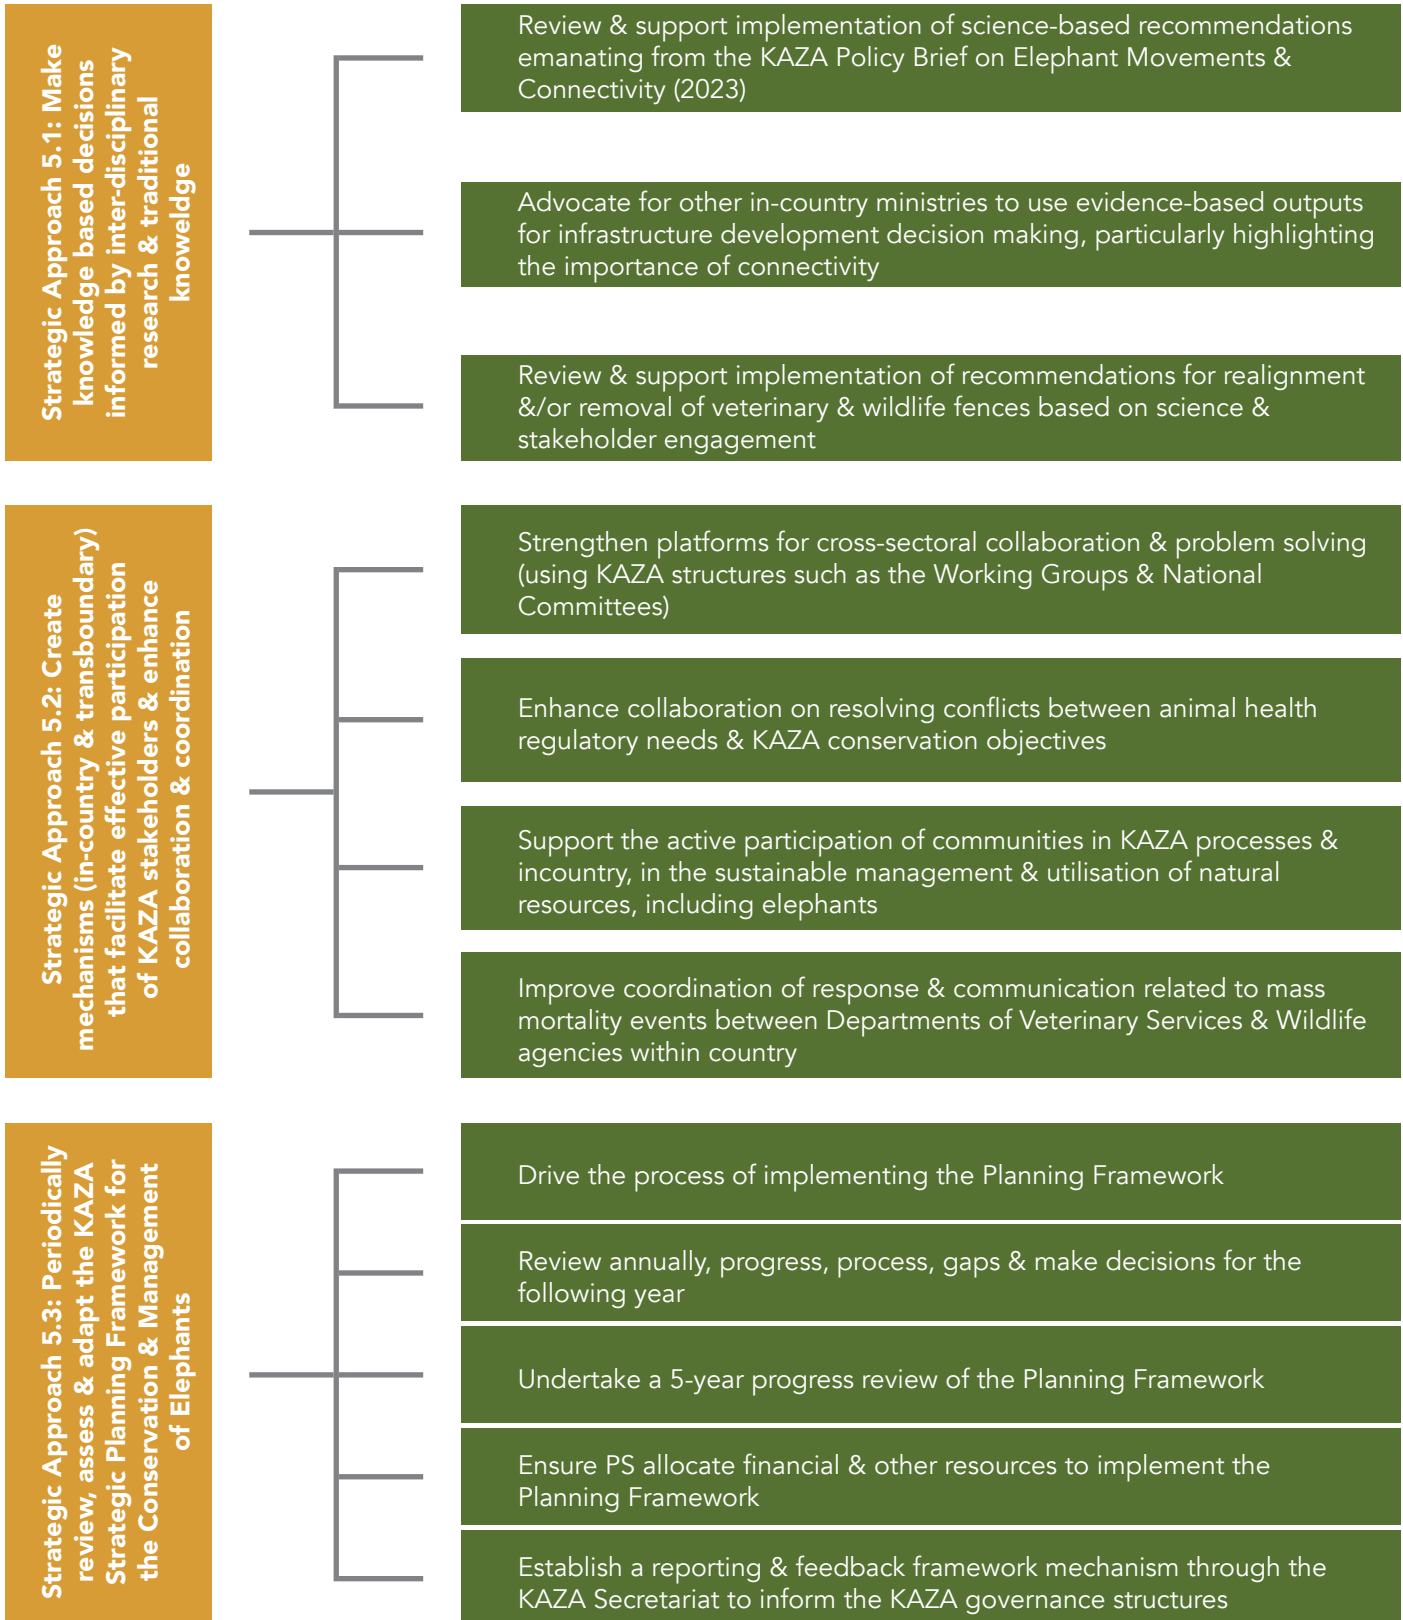 Strategic Approach 5.1: Make
knowledge based decisions
informed by inter-disciplinary
research & traditional
knoweldge
Review & support implementation of science-based recommendations
emanating from the KAZA Policy Brief on Elephant Movements &
Connectivity (2023)
Advocate for other in-country ministries to use evidence-based outputs
for infrastructure development decision making, particularly highlighting
the importance of connectivity
Review & support implementation of recommendations for realignment
&/or removal of veterinary & wildlife fences based on science &
stakeholder engagement
Strategic Approach 5.2: Create
mechanisms (in-country & transboundary)
that facilitate effective participation
of KAZA stakeholders & enhance
collaboration & coordination
Strengthen platforms for cross-sectoral collaboration & problem solving
(using KAZA structures such as the Working Groups & National
Committees)
Enhance collaboration on resolving conflicts between animal health
regulatory needs & KAZA conservation objectives
Support the active participation of communities in KAZA processes &
incountry, in the sustainable management & utilisation of natural
resources, including elephants
Improve coordination of response & communication related to mass
mortality events between Departments of Veterinary Services & Wildlife
agencies within country
Strategic Approach 5.3: Periodically
review, assess & adapt the KAZA
Strategic Planning Framework for
the Conservation & Management
of Elephants
Drive the process of implementing the Planning Framework
Review annually, progress, process, gaps & make decisions for the
following year
Undertake a 5-year progress review of the Planning Framework
Ensure PS allocate financial & other resources to implement the
Planning Framework
Establish a reporting & feedback framework mechanism through the
KAZA Secretariat to inform the KAZA governance structures